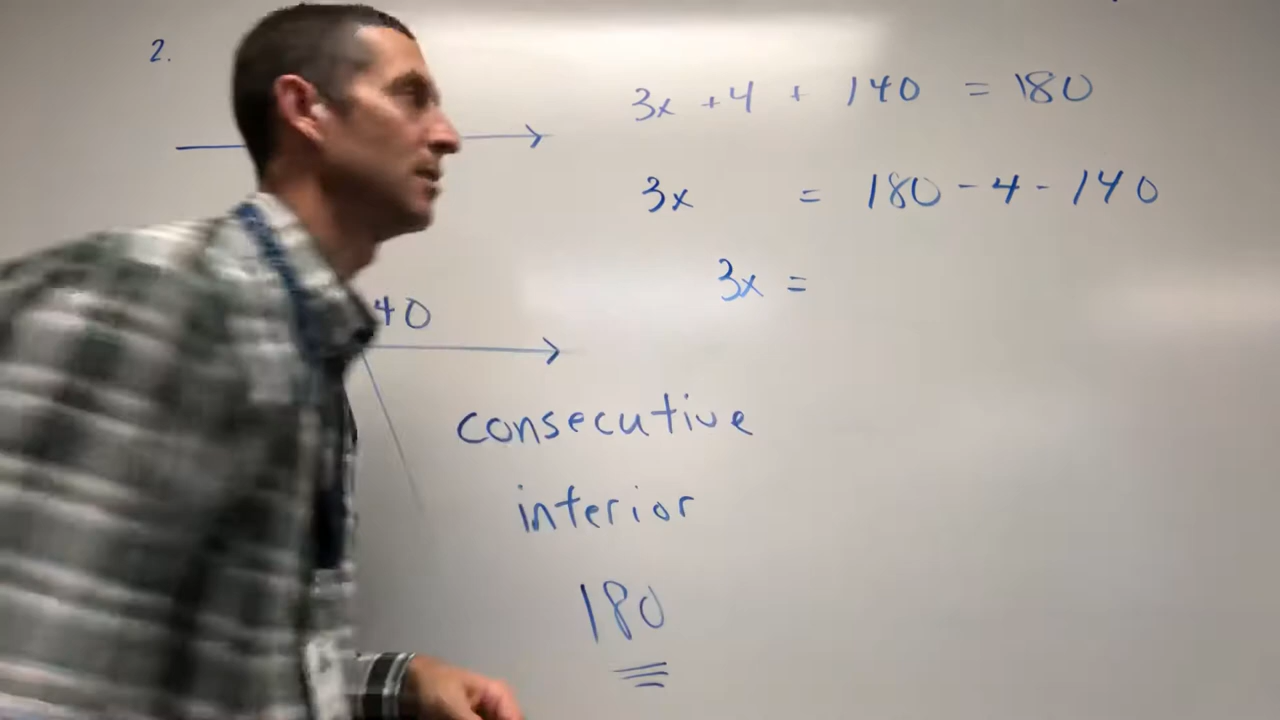 2.
3x + 4 + 140 = 180
3x = 180 - 4 - 140
3x =
40
consecutive
interior
180